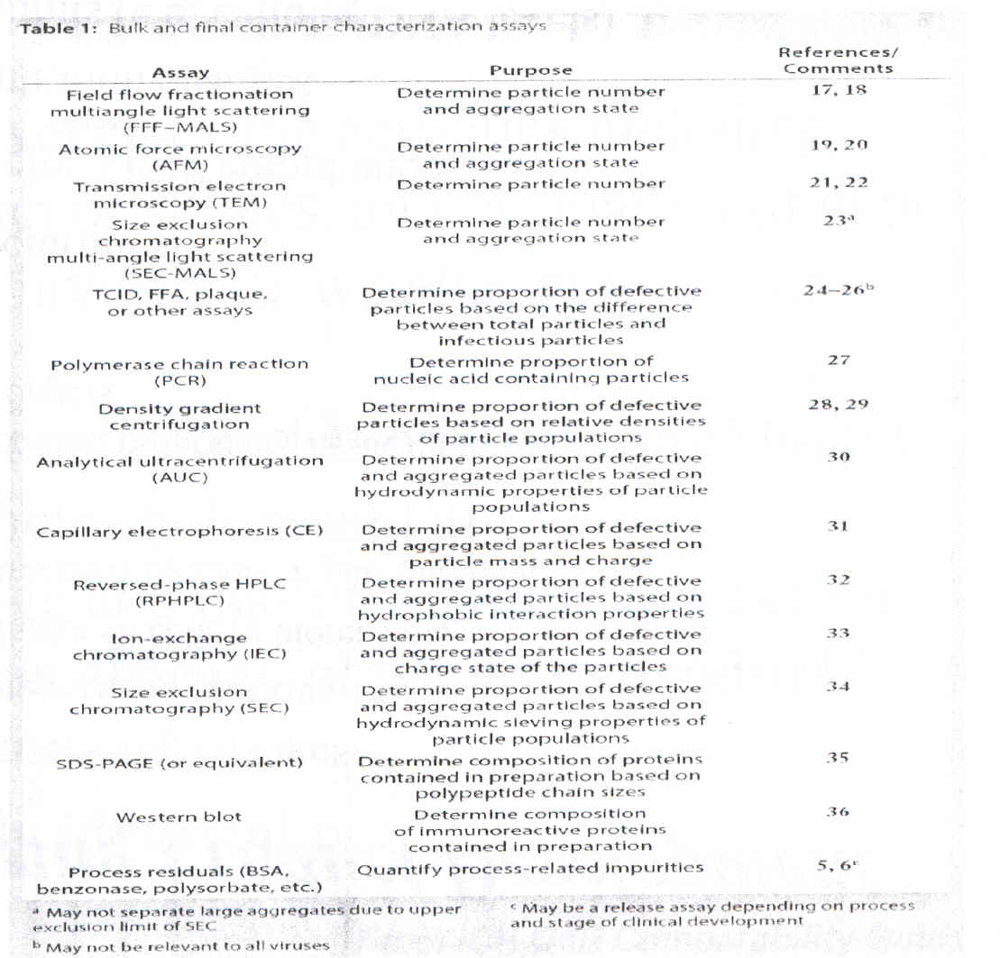 Table 1: Bulk and final container characterization assays
References/
Assay Purpose Comments
Field flow fractionation Determine particle number 17, 18
multiangle light scattering and aggregation state
(FFF–MALS)
Atomic force microscopy Determine particle number 19, 20
(AFM) and aggregation state
Transmission electron Determine particle number 21, 22
microscopy (TEM)
Size exclusion Determine particle number 23a
chromatography and aggregation state
multi-angle light scattering
(SEC-MALS)
TCID, FFA, plaque, Determine proportion of defective 24–26b
or other assays particles based on the difference
between total particles and
infectious particles
Polymerase chain reaction Determine proportion of 27
(PCR) nucleic acid containing particles
Density gradient Determine proportion of defective 28, 29
centrifugation particles based on relative densities
of particle populations
Analytical ultracentrifugation Determine proportion of defective 30
(AUC) and aggregated particles based on
hydrodynamic properties of particle
populations
Capillary electrophoresis (CE) Determine proportion of defective 31
and aggregated particles based on
particle mass and charge
Reversed-phase HPLC Determine proportion of defective 32
(RPHPLC) and aggregated particles based on
hydrophobic interaction properties
Ion-exchange Determine proportion of defective 33
chromatography (IEC) and aggregated particles based on
charge state of the particles
Size exclusion Determine proportion of defective 34
chromatography (SEC) and aggregated particles based on
hydrodynamic sieving properties of
particle populations
SDS-PAGE (or equivalent) Determine composition of proteins 35
contained in preparation based on
polypeptide chain sizes
Western blot Determine composition 36
of immunoreactive proteins
contained in preparation
Process residuals (BSA, Quantify process-related impurities 5, 6c
benzonase, polysorbate, etc.)
a May not separate large aggregates due to upper
exclusion limit of SEC
b May not be relevant to all viruses
c May be a release assay depending on process
and stage of clinical development